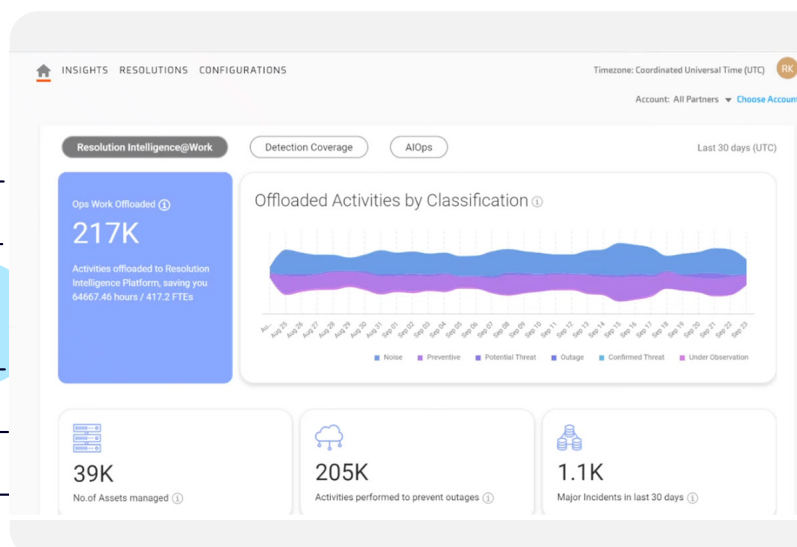 INSIGHTS RESOLUTIONS CONFIGURATIONS
Timezone: Coordinated Universal Time (UTC) RK
Account: All Partners Choose Account
Resolution Intelligence@Work Detection Coverage AIOps Last 30 days (UTC)
Ops Work Offloaded
217K
Activities offloaded to Resolution
Intelligence Platform, saving you
64667.46 hours / 417.2 FTEs
Offloaded Activities by Classification
Au... Aug 25 Aug 26 Aug 27 Aug 28 Aug 29 Aug 30 Aug 31 Sep 01 Sep 02 Sep 03 Sep 04 Sep 05 Sep 06 Sep 07 Sep 08 Sep 09 Sep 10 Sep 11 Sep 12 Sep 13 Sep 14 Sep 15 Sep 16 Sep 17 Sep 18 Sep 19 Sep 20 Sep 21 Sep 22 Sep 23
Noise Preventive Potential Threat Outage Confirmed Threat Under Observation
39K
No.of Assets managed
205K
Activities performed to prevent outages
1.1K
Major Incidents in last 30 days